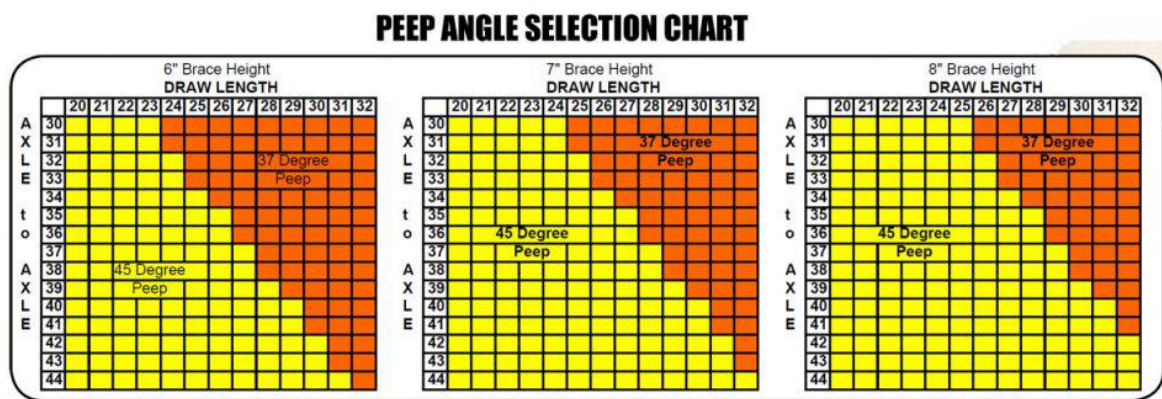 PEEP ANGLE SELECTION CHART
6" Brace Height
DRAW LENGTH
20 21 22 23 24 25 26 27 28 29 30 31 32
AXLE to AXLE
30
31
32
33
34
35
36
37
38
39
40
41
42
43
44
37 Degree
Peep
45 Degree
Peep
7" Brace Height
DRAW LENGTH
20 21 22 23 24 25 26 27 28 29 30 31 32
AXLE to AXLE
30
31
32
33
34
35
36
37
38
39
40
41
42
43
44
37 Degree
Peep
45 Degree
Peep
8" Brace Height
DRAW LENGTH
20 21 22 23 24 25 26 27 28 29 30 31 32
AXLE to AXLE
30
31
32
33
34
35
36
37
38
39
40
41
42
43
44
37 Degree
Peep
45 Degree
Peep